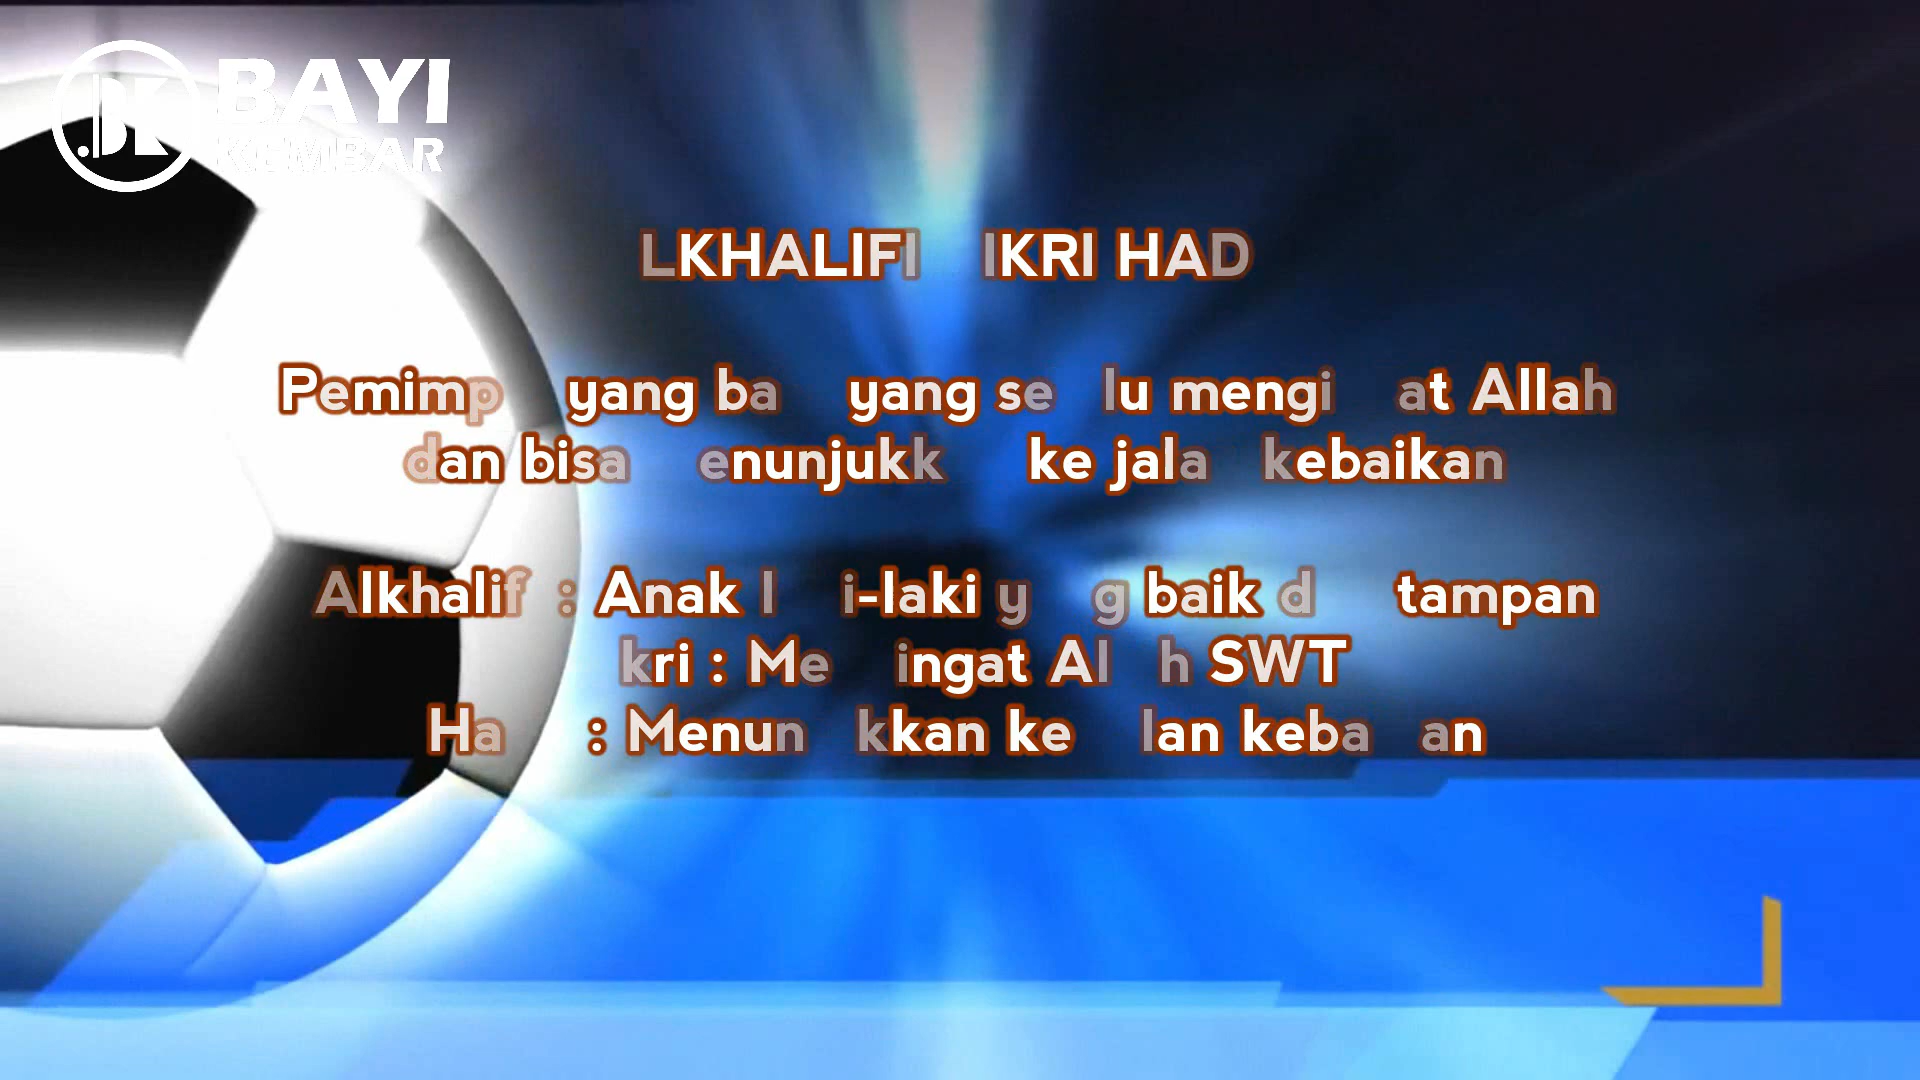 BK BAYI
KEMBAR
LKHALIFI IKRI HAD
Pemimp yang ba yang se lu mengi at Allah
dan bisa enunjukk ke jala kebaikan
Alkhalif : Anak l i-laki y g baik d tampan
kri : Me ingat Al h SWT
Ha : Menun kkan ke lan keba an